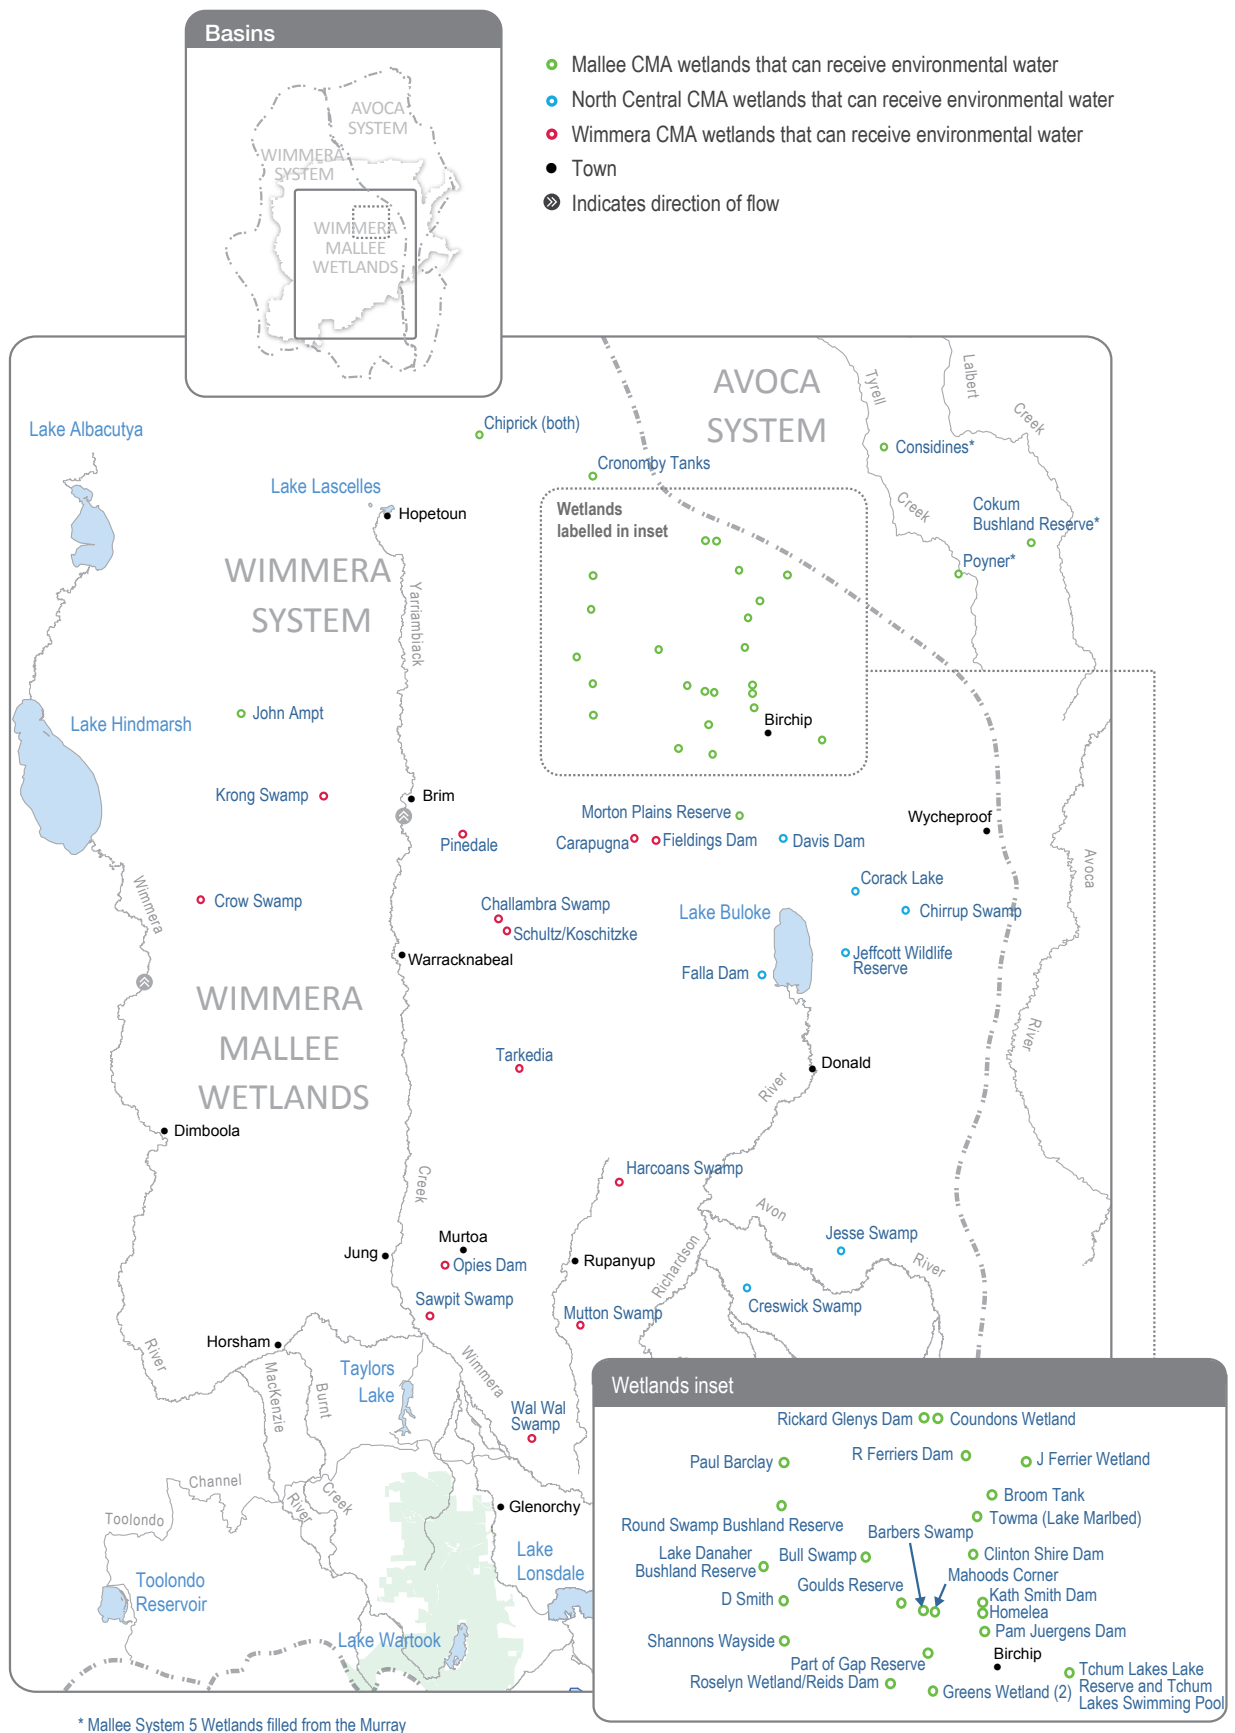 Basins
AVOCA
SYSTEM
WIMMERA
SYSTEM
WIMMERA
MALLEE
WETLANDS
Mallee CMA wetlands that can receive environmental water
North Central CMA wetlands that can receive environmental water
Wimmera CMA wetlands that can receive environmental water
Town
Indicates direction of flow
AVOCA
SYSTEM
Tyrell
Creek
Lalbert
Creek
Lake Albacutya
Chiprick (both)
Considines*
Cronomby Tanks
Lake Lascelles
Hopetoun
Wetlands
labelled in inset
Cokum
Bushland Reserve*
Poyner*
WIMMERA
SYSTEM
Yarriambiack
Creek
Lake Hindmarsh
John Ampt
Birchip
Krong Swamp
Brim
Morton Plains Reserve
Wycheproof
Pinedale
Carapugna
Fieldings Dam
Davis Dam
Avoca
River
Wimmera
River
Corack Lake
Crow Swamp
Challambra Swamp
Schultz/Koschitzke
Lake Buloke
Chirrup Swamp
Warracknabeal
Jeffcott Wildlife
Reserve
Falla Dam
WIMMERA
MALLEE
WETLANDS
Tarkedia
Donald
River
Richardson
Dimboola
Harcoans Swamp
Avon
River
Jesse Swamp
Jung
Murtoa
Opies Dam
Rupanyup
Sawpit Swamp
Mutton Swamp
Creswick Swamp
Horsham
MacKenzie
River
Burnt
Creek
Taylors
Lake
Wimmera
Wal Wal
Swamp
Channel
Toolondo
Glenorchy
Toolondo
Reservoir
Lake
Lonsdale
Lake Wartook
Wetlands inset
Rickard Glenys Dam
Coundons Wetland
Paul Barclay
R Ferriers Dam
J Ferrier Wetland
Broom Tank
Round Swamp Bushland Reserve
Towma (Lake Marlbed)
Barbers Swamp
Lake Danaher
Bushland Reserve
Bull Swamp
Clinton Shire Dam
Mahoods Corner
Goulds Reserve
D Smith
Kath Smith Dam
Homelea
Pam Juergens Dam
Shannons Wayside
Part of Gap Reserve
Birchip
Roselyn Wetland/Reids Dam
Greens Wetland (2)
Tchum Lakes Lake
Reserve and Tchum
Lakes Swimming Pool
* Mallee System 5 Wetlands filled from the Murray